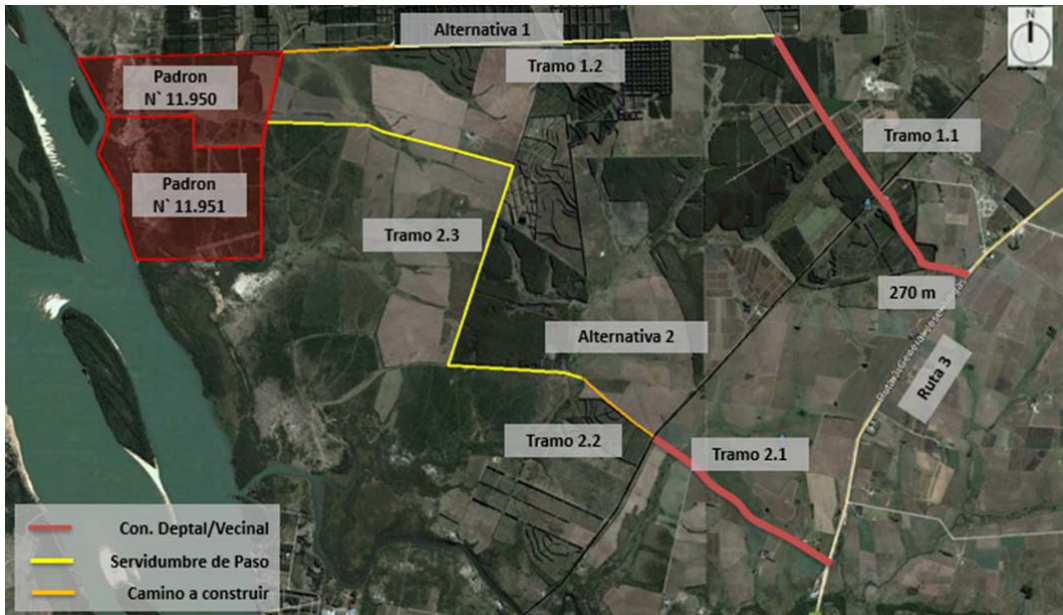 Alternativa 1
N
Padron
N` 11.950
Tramo 1.2
Tramo 1.1
Padron
N` 11.951
Tramo 2.3
270 m
Alternativa 2
Ruta 3
Tramo 2.2
Tramo 2.1
Con. Deptal/Vecinal
Servidumbre de Paso
Camino a construir